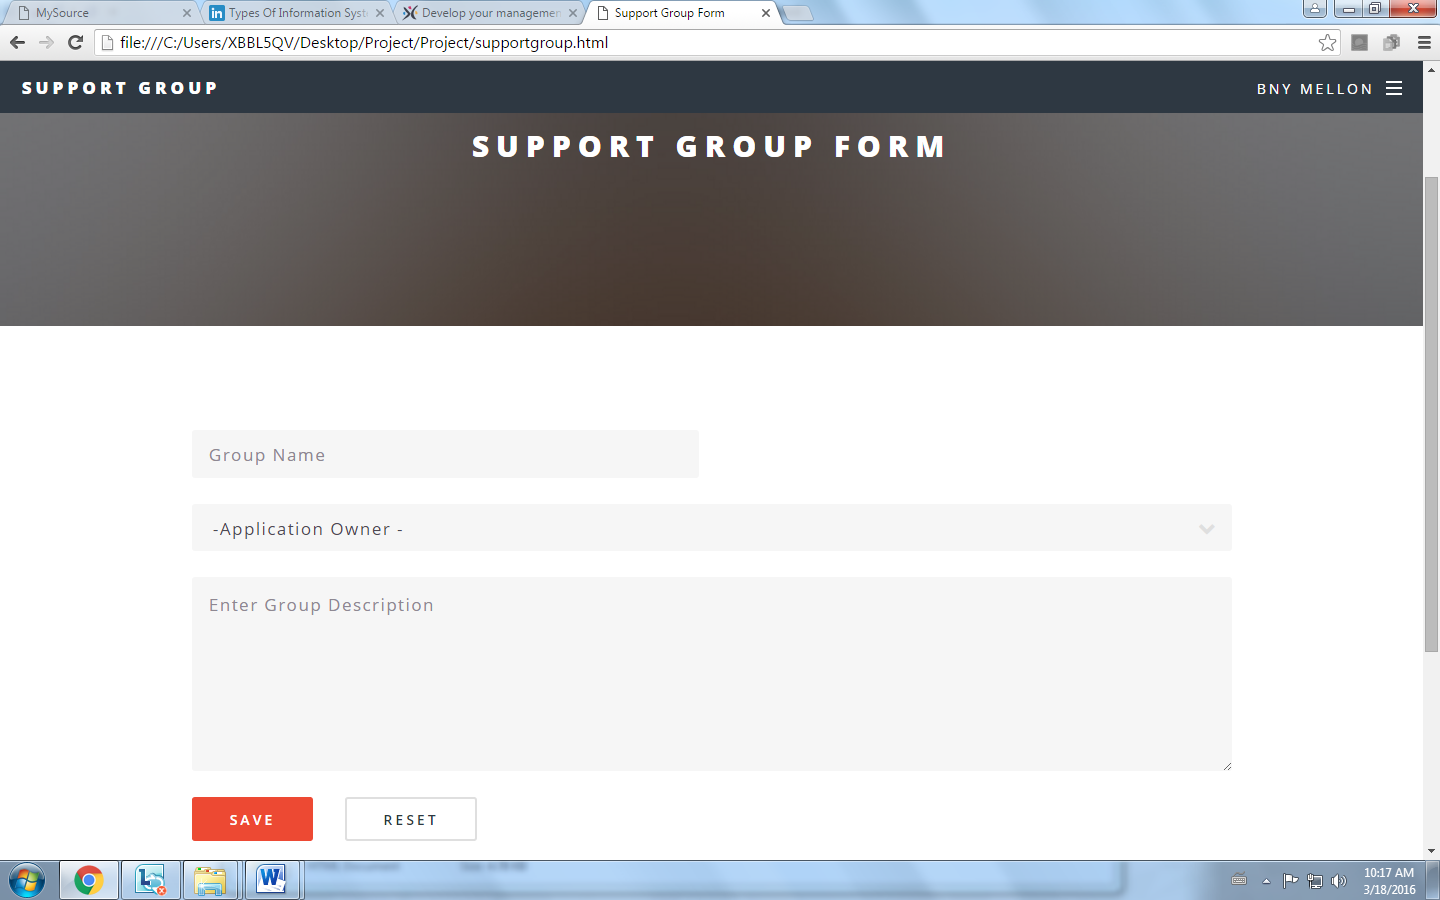 MySource
Types Of Information Syst
Develop your managemen
Support Group Form
file:///C:/Users/XBBL5QV/Desktop/Project/Project/supportgroup.html
SUPPORT GROUP
BNY MELLON
SUPPORT GROUP FORM
Group Name
-Application Owner -
Enter Group Description
SAVE
RESET
10:17 AM
3/18/2016